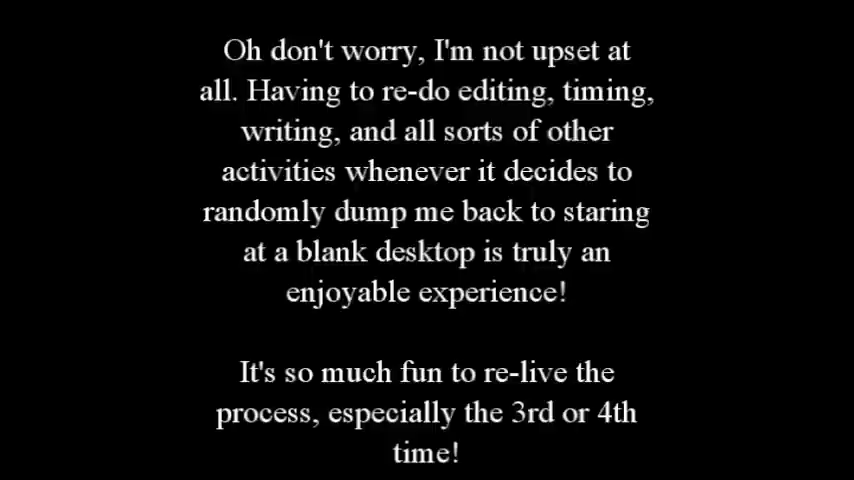 Oh don't worry, I'm not upset at
all. Having to re-do editing, timing,
writing, and all sorts of other
activities whenever it decides to
randomly dump me back to staring
at a blank desktop is truly an
enjoyable experience!
It's so much fun to re-live the
process, especially the 3rd or 4th
time!